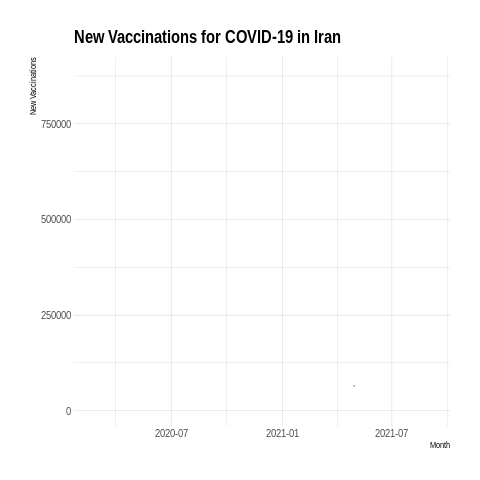 New Vaccinations for COVID-19 in Iran
New Vaccinations
750000
500000
250000
0
2020-07 2021-01 2021-07
Month